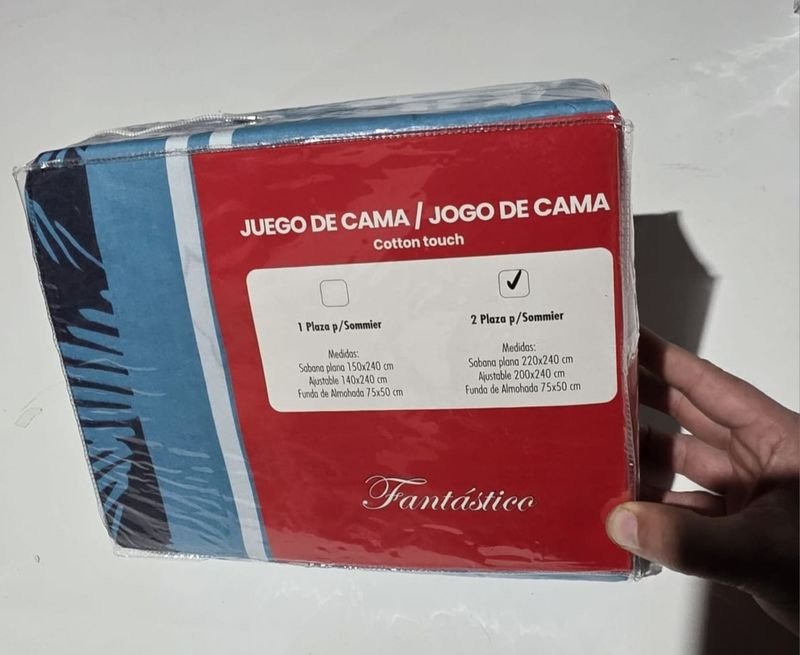 JUEGO DE CAMA / JOGO DE CAMA
Cotton touch
1 Plaza p/Sommier
Medidas:
Sabana plana 150x240 cm
Ajustable 140x240 cm
Funda de Almohada 75x50 cm
2 Plaza p/Sommier
Medidas:
Sabana plana 220x240 cm
Ajustable 200x240 cm
Funda de Almohada 75x50 cm
Fantástico